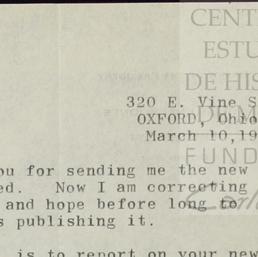 CENT
ESTU
DE HIS
320 E. Vine S
OXFORD, Ohio
March 10,19
FUND
ou for sending me the new
ed. Now I am correcting
and hope before long to
s publishing it.
is to report on your new